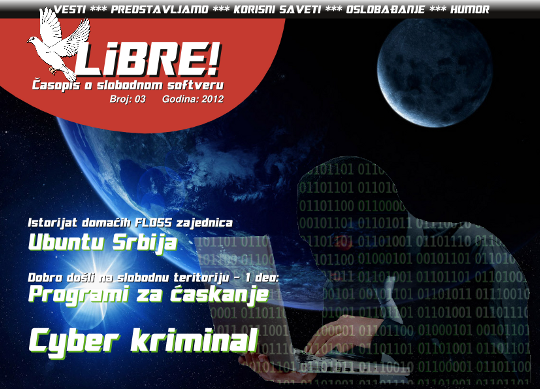 VESTI *** PREDSTAVLJAMO *** KORISNI SAVETI *** OSLOBAĐANJE *** HUMOR
LiBRE!
Časopis o slobodnom softveru
Broj: 03 Godina: 2012
Istorijat domaćih FLOSS zajednica
Ubuntu Srbija
Dobro došli na slobodnu teritoriju - 1 deo:
Programi za ćaskanje
Cyber kriminal